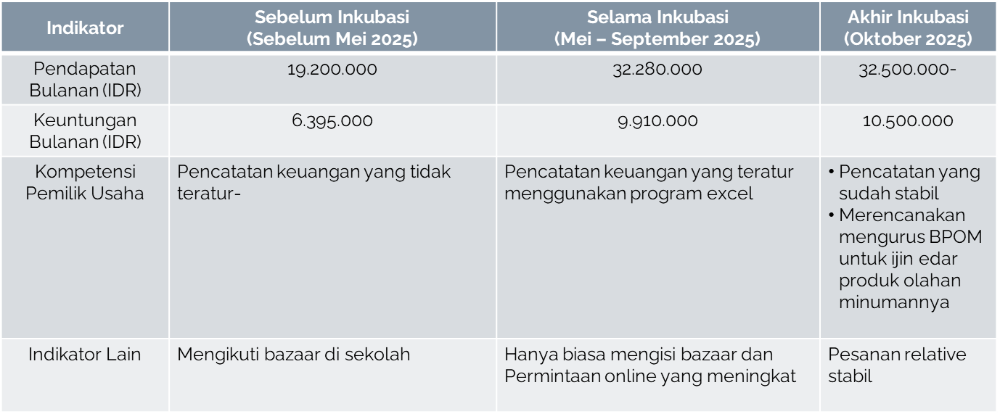 Indikator
Sebelum Inkubasi
(Sebelum Mei 2025)
Selama Inkubasi
(Mei – September 2025)
Akhir Inkubasi
(Oktober 2025)
Pendapatan
Bulanan (IDR)
19.200.000
32.280.000
32.500.000-
Keuntungan
Bulanan (IDR)
6.395.000
9.910.000
10.500.000
Kompetensi
Pemilik Usaha
Pencatatan keuangan yang tidak
teratur-
Pencatatan keuangan yang teratur
menggunakan program excel
• Pencatatan yang
sudah stabil
• Merencanakan
mengurus BPOM
untuk ijin edar
produk olahan
minumannya
Indikator Lain
Mengikuti bazaar di sekolah
Hanya biasa mengisi bazaar dan
Permintaan online yang meningkat
Pesanan relative
stabil